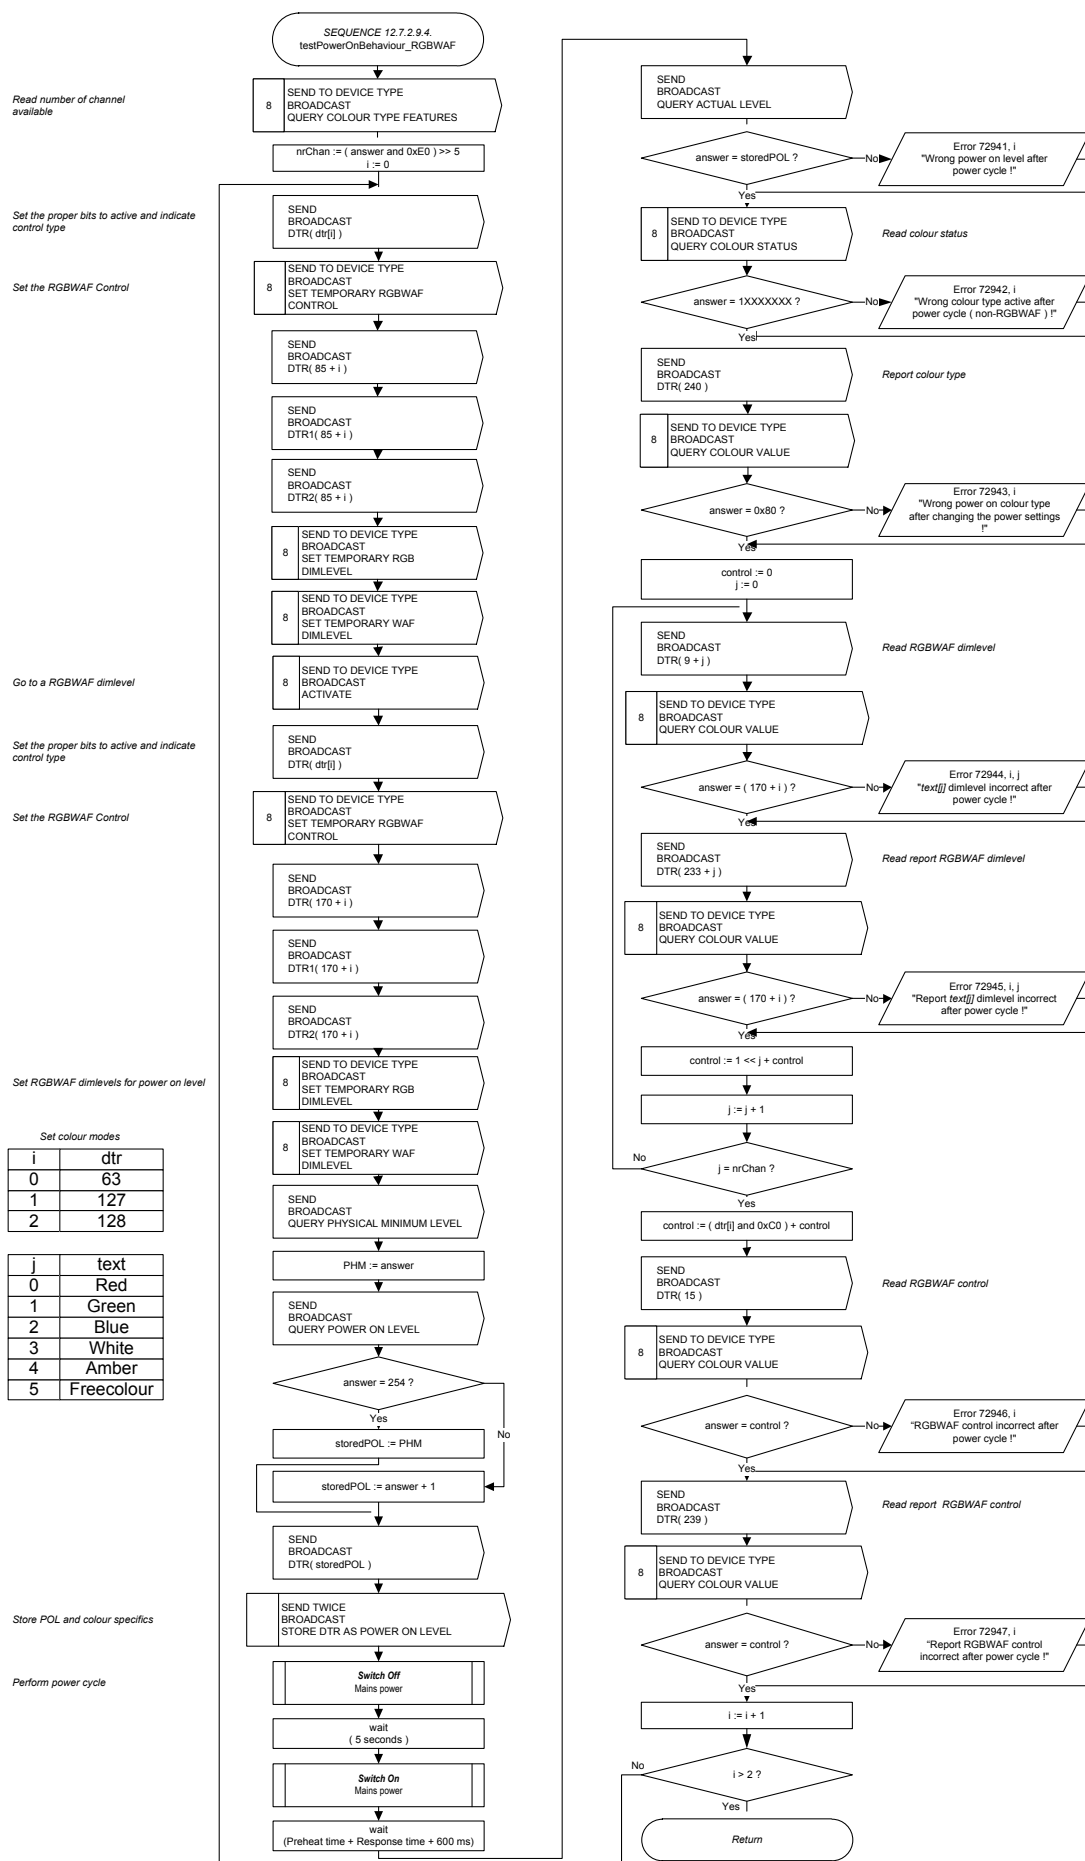 SEQUENCE 12.7.2.9.4.
testPowerOnBehaviour_RGBWAF
Read number of channel
available
8
SEND TO DEVICE TYPE
BROADCAST
QUERY COLOUR TYPE FEATURES
nrChan := ( answer and 0xE0 ) >> 5
i := 0
Set the proper bits to active and indicate
control type
SEND
BROADCAST
DTR( dtr[i] )
Set the RGBWAF Control
8
SEND TO DEVICE TYPE
BROADCAST
SET TEMPORARY RGBWAF
CONTROL
SEND
BROADCAST
DTR( 85 + i )
SEND
BROADCAST
DTR1( 85 + i )
SEND
BROADCAST
DTR2( 85 + i )
8
SEND TO DEVICE TYPE
BROADCAST
SET TEMPORARY RGB
DIMLEVEL
8
SEND TO DEVICE TYPE
BROADCAST
SET TEMPORARY WAF
DIMLEVEL
Go to a RGBWAF dimlevel
8
SEND TO DEVICE TYPE
BROADCAST
ACTIVATE
Set the proper bits to active and indicate
control type
SEND
BROADCAST
DTR( dtr[i] )
Set the RGBWAF Control
8
SEND TO DEVICE TYPE
BROADCAST
SET TEMPORARY RGBWAF
CONTROL
SEND
BROADCAST
DTR( 170 + i )
SEND
BROADCAST
DTR1( 170 + i )
SEND
BROADCAST
DTR2( 170 + i )
Set RGBWAF dimlevels for power on level
8
SEND TO DEVICE TYPE
BROADCAST
SET TEMPORARY RGB
DIMLEVEL
8
SEND TO DEVICE TYPE
BROADCAST
SET TEMPORARY WAF
DIMLEVEL
Set colour modes
i dtr
0 63
1 127
2 128
j text
0 Red
1 Green
2 Blue
3 White
4 Amber
5 Freecolour
SEND
BROADCAST
QUERY PHYSICAL MINIMUM LEVEL
PHM := answer
SEND
BROADCAST
QUERY POWER ON LEVEL
answer = 254 ?
Yes
No
storedPOL := PHM
storedPOL := answer + 1
SEND
BROADCAST
DTR( storedPOL )
Store POL and colour specifics
SEND TWICE
BROADCAST
STORE DTR AS POWER ON LEVEL
Perform power cycle
Switch Off
Mains power
wait
( 5 seconds )
Switch On
Mains power
wait
(Preheat time + Response time + 600 ms)
SEND
BROADCAST
QUERY ACTUAL LEVEL
answer = storedPOL ?
No
Error 72941, i
"Wrong power on level after
power cycle !"
Yes
8
SEND TO DEVICE TYPE
BROADCAST
QUERY COLOUR STATUS
Read colour status
answer = 1XXXXXXX ?
No
Error 72942, i
"Wrong colour type active after
power cycle ( non-RGBWAF ) !"
Yes
SEND
BROADCAST
DTR( 240 )
Report colour type
8
SEND TO DEVICE TYPE
BROADCAST
QUERY COLOUR VALUE
answer = 0x80 ?
No
Error 72943, i
"Wrong power on colour type
after changing the power settings
!"
Yes
control := 0
j := 0
SEND
BROADCAST
DTR( 9 + j )
Read RGBWAF dimlevel
8
SEND TO DEVICE TYPE
BROADCAST
QUERY COLOUR VALUE
answer = ( 170 + i ) ?
No
Error 72944, i, j
"text[j] dimlevel incorrect after
power cycle !"
Yes
SEND
BROADCAST
DTR( 233 + j )
Read report RGBWAF dimlevel
8
SEND TO DEVICE TYPE
BROADCAST
QUERY COLOUR VALUE
answer = ( 170 + i ) ?
No
Error 72945, i, j
"Report text[j] dimlevel incorrect
after power cycle !"
Yes
control := 1 << j + control
j := j + 1
No
j = nrChan ?
Yes
control := ( dtr[i] and 0xC0 ) + control
SEND
BROADCAST
DTR( 15 )
Read RGBWAF control
8
SEND TO DEVICE TYPE
BROADCAST
QUERY COLOUR VALUE
answer = control ?
No
Error 72946, i
“RGBWAF control incorrect after
power cycle !"
Yes
SEND
BROADCAST
DTR( 239 )
Read report RGBWAF control
8
SEND TO DEVICE TYPE
BROADCAST
QUERY COLOUR VALUE
answer = control ?
No
Error 72947, i
“Report RGBWAF control
incorrect after power cycle !"
Yes
i := i + 1
No
i > 2 ?
Yes
Return